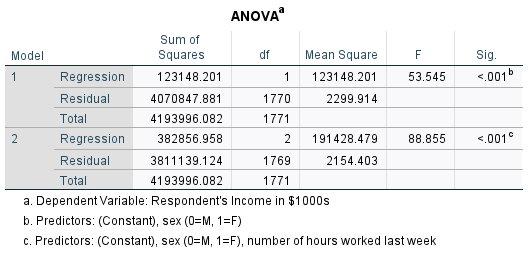 ANOVAa
Model Sum of Squares df Mean Square F Sig.
1 Regression 123148.201 1 123148.201 53.545 <.001b
Residual 4070847.881 1770 2299.914
Total 4193996.082 1771
2 Regression 382856.958 2 191428.479 88.855 <.001c
Residual 3811139.124 1769 2154.403
Total 4193996.082 1771
a. Dependent Variable: Respondent's Income in $1000s
b. Predictors: (Constant), sex (0=M, 1=F)
c. Predictors: (Constant), sex (0=M, 1=F), number of hours worked last week